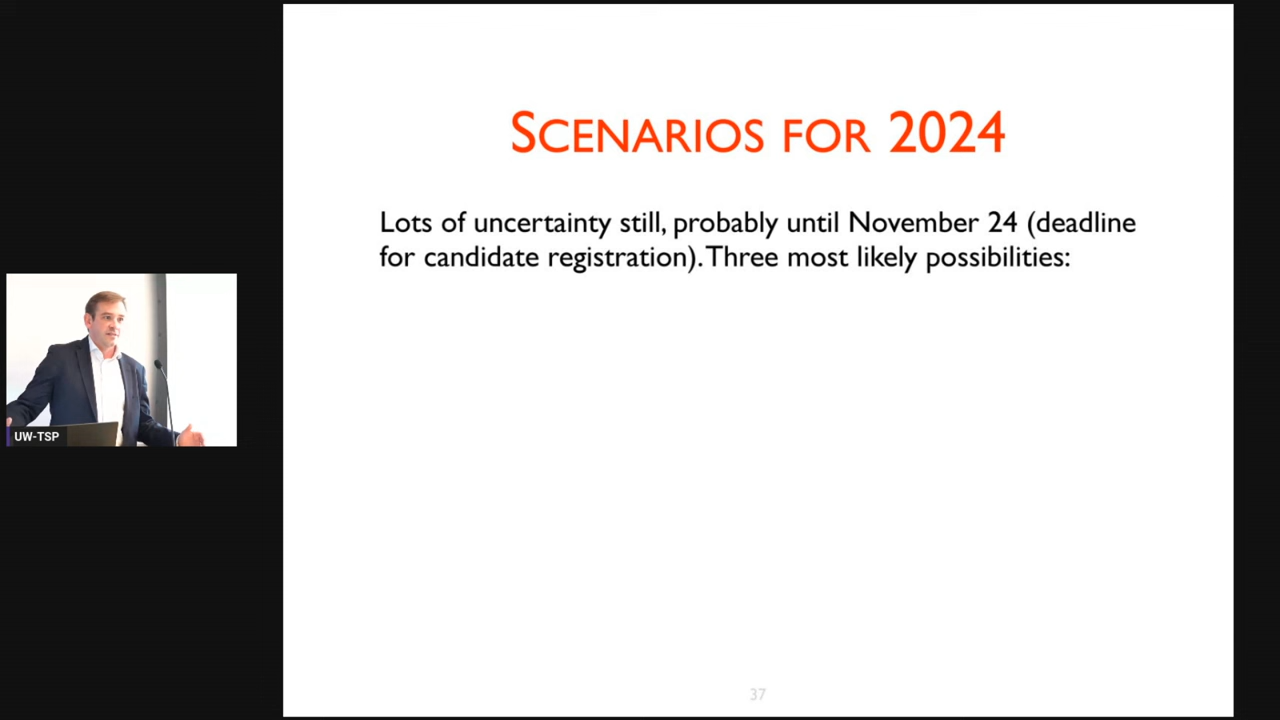 SCENARIOS FOR 2024
Lots of uncertainty still, probably until November 24 (deadline
for candidate registration). Three most likely possibilities:
UW-TSP
37